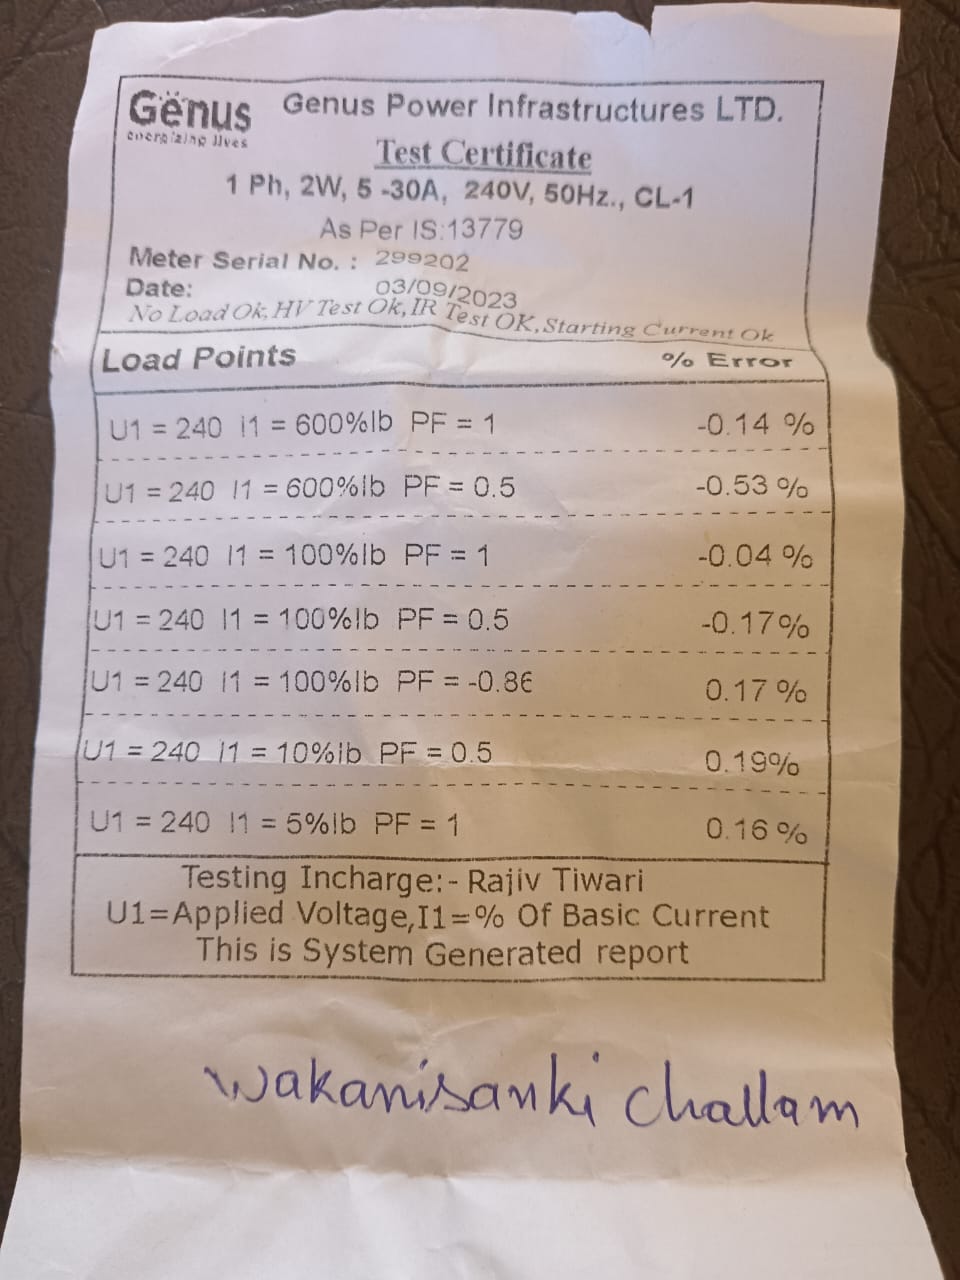 Genus
energizing lives
Genus Power Infrastructures LTD.
Test Certificate
1 Ph, 2W, 5 -30A, 240V, 50Hz., CL-1
As Per IS:13779
Meter Serial No. : 299202
Date: 03/09/2023
No Load Ok, HV Test Ok, IR Test OK, Starting Current Ok
Load Points % Error
U1 = 240 I1 = 600%Ib PF = 1 -0.14 %
U1 = 240 I1 = 600%Ib PF = 0.5 -0.53 %
U1 = 240 I1 = 100%Ib PF = 1 -0.04 %
U1 = 240 I1 = 100%Ib PF = 0.5 -0.17%
U1 = 240 I1 = 100%Ib PF = -0.86 0.17 %
U1 = 240 I1 = 10%Ib PF = 0.5 0.19%
U1 = 240 I1 = 5%Ib PF = 1 0.16 %
Testing Incharge:- Rajiv Tiwari
U1=Applied Voltage,I1=% Of Basic Current
This is System Generated report
wakanisanki challam